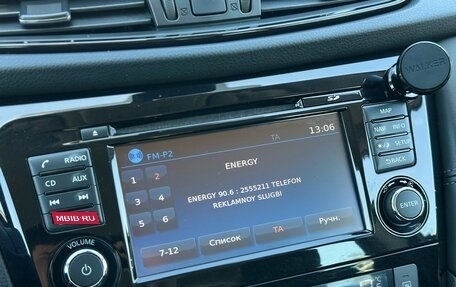 WALKER
SD
13:06
TA
FM-P2
ENERGY
ENERGY 90.6 : 2555211 TELEFON
REKLAMNOY SLUGBI
1 2
3 4
5 6
7-12
Список
TA
Ручн.
RADIO
CD
AUX
MBIB-RU
VOLUME
MAP
NAV
INFO
SETUP
BACK
ENTER